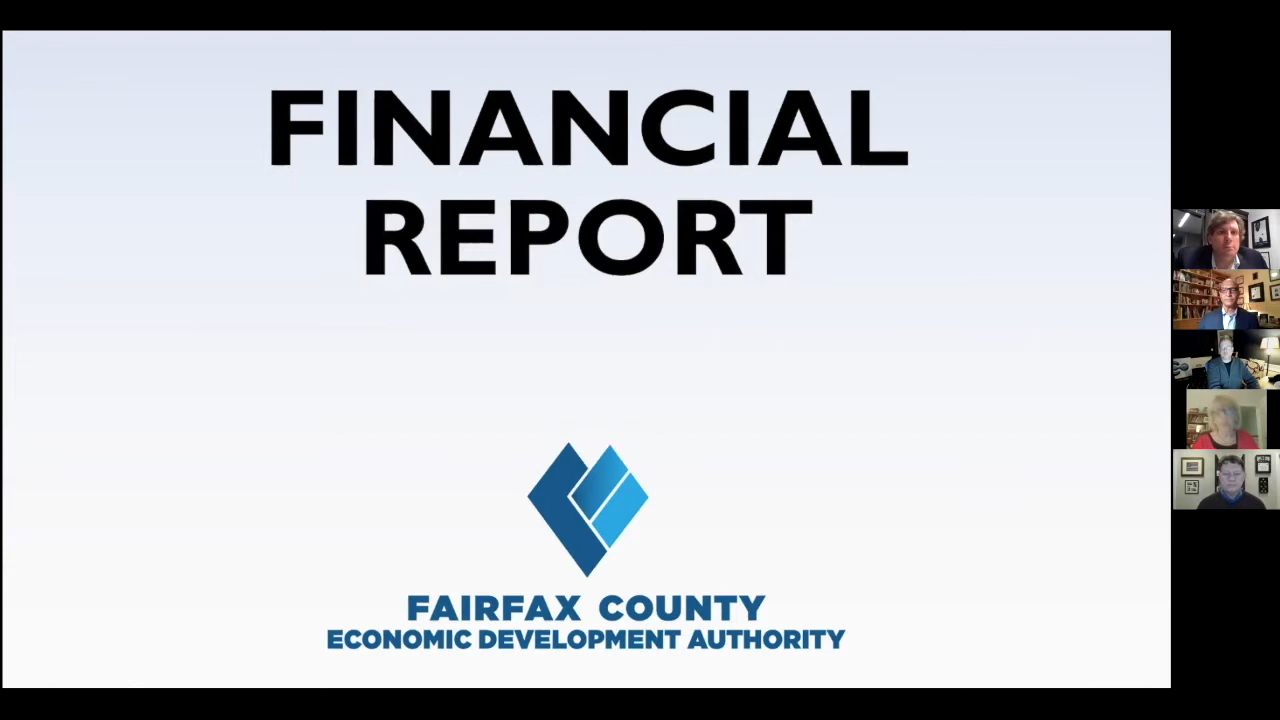 FINANCIAL
REPORT
FAIRFAX COUNTY
ECONOMIC DEVELOPMENT AUTHORITY